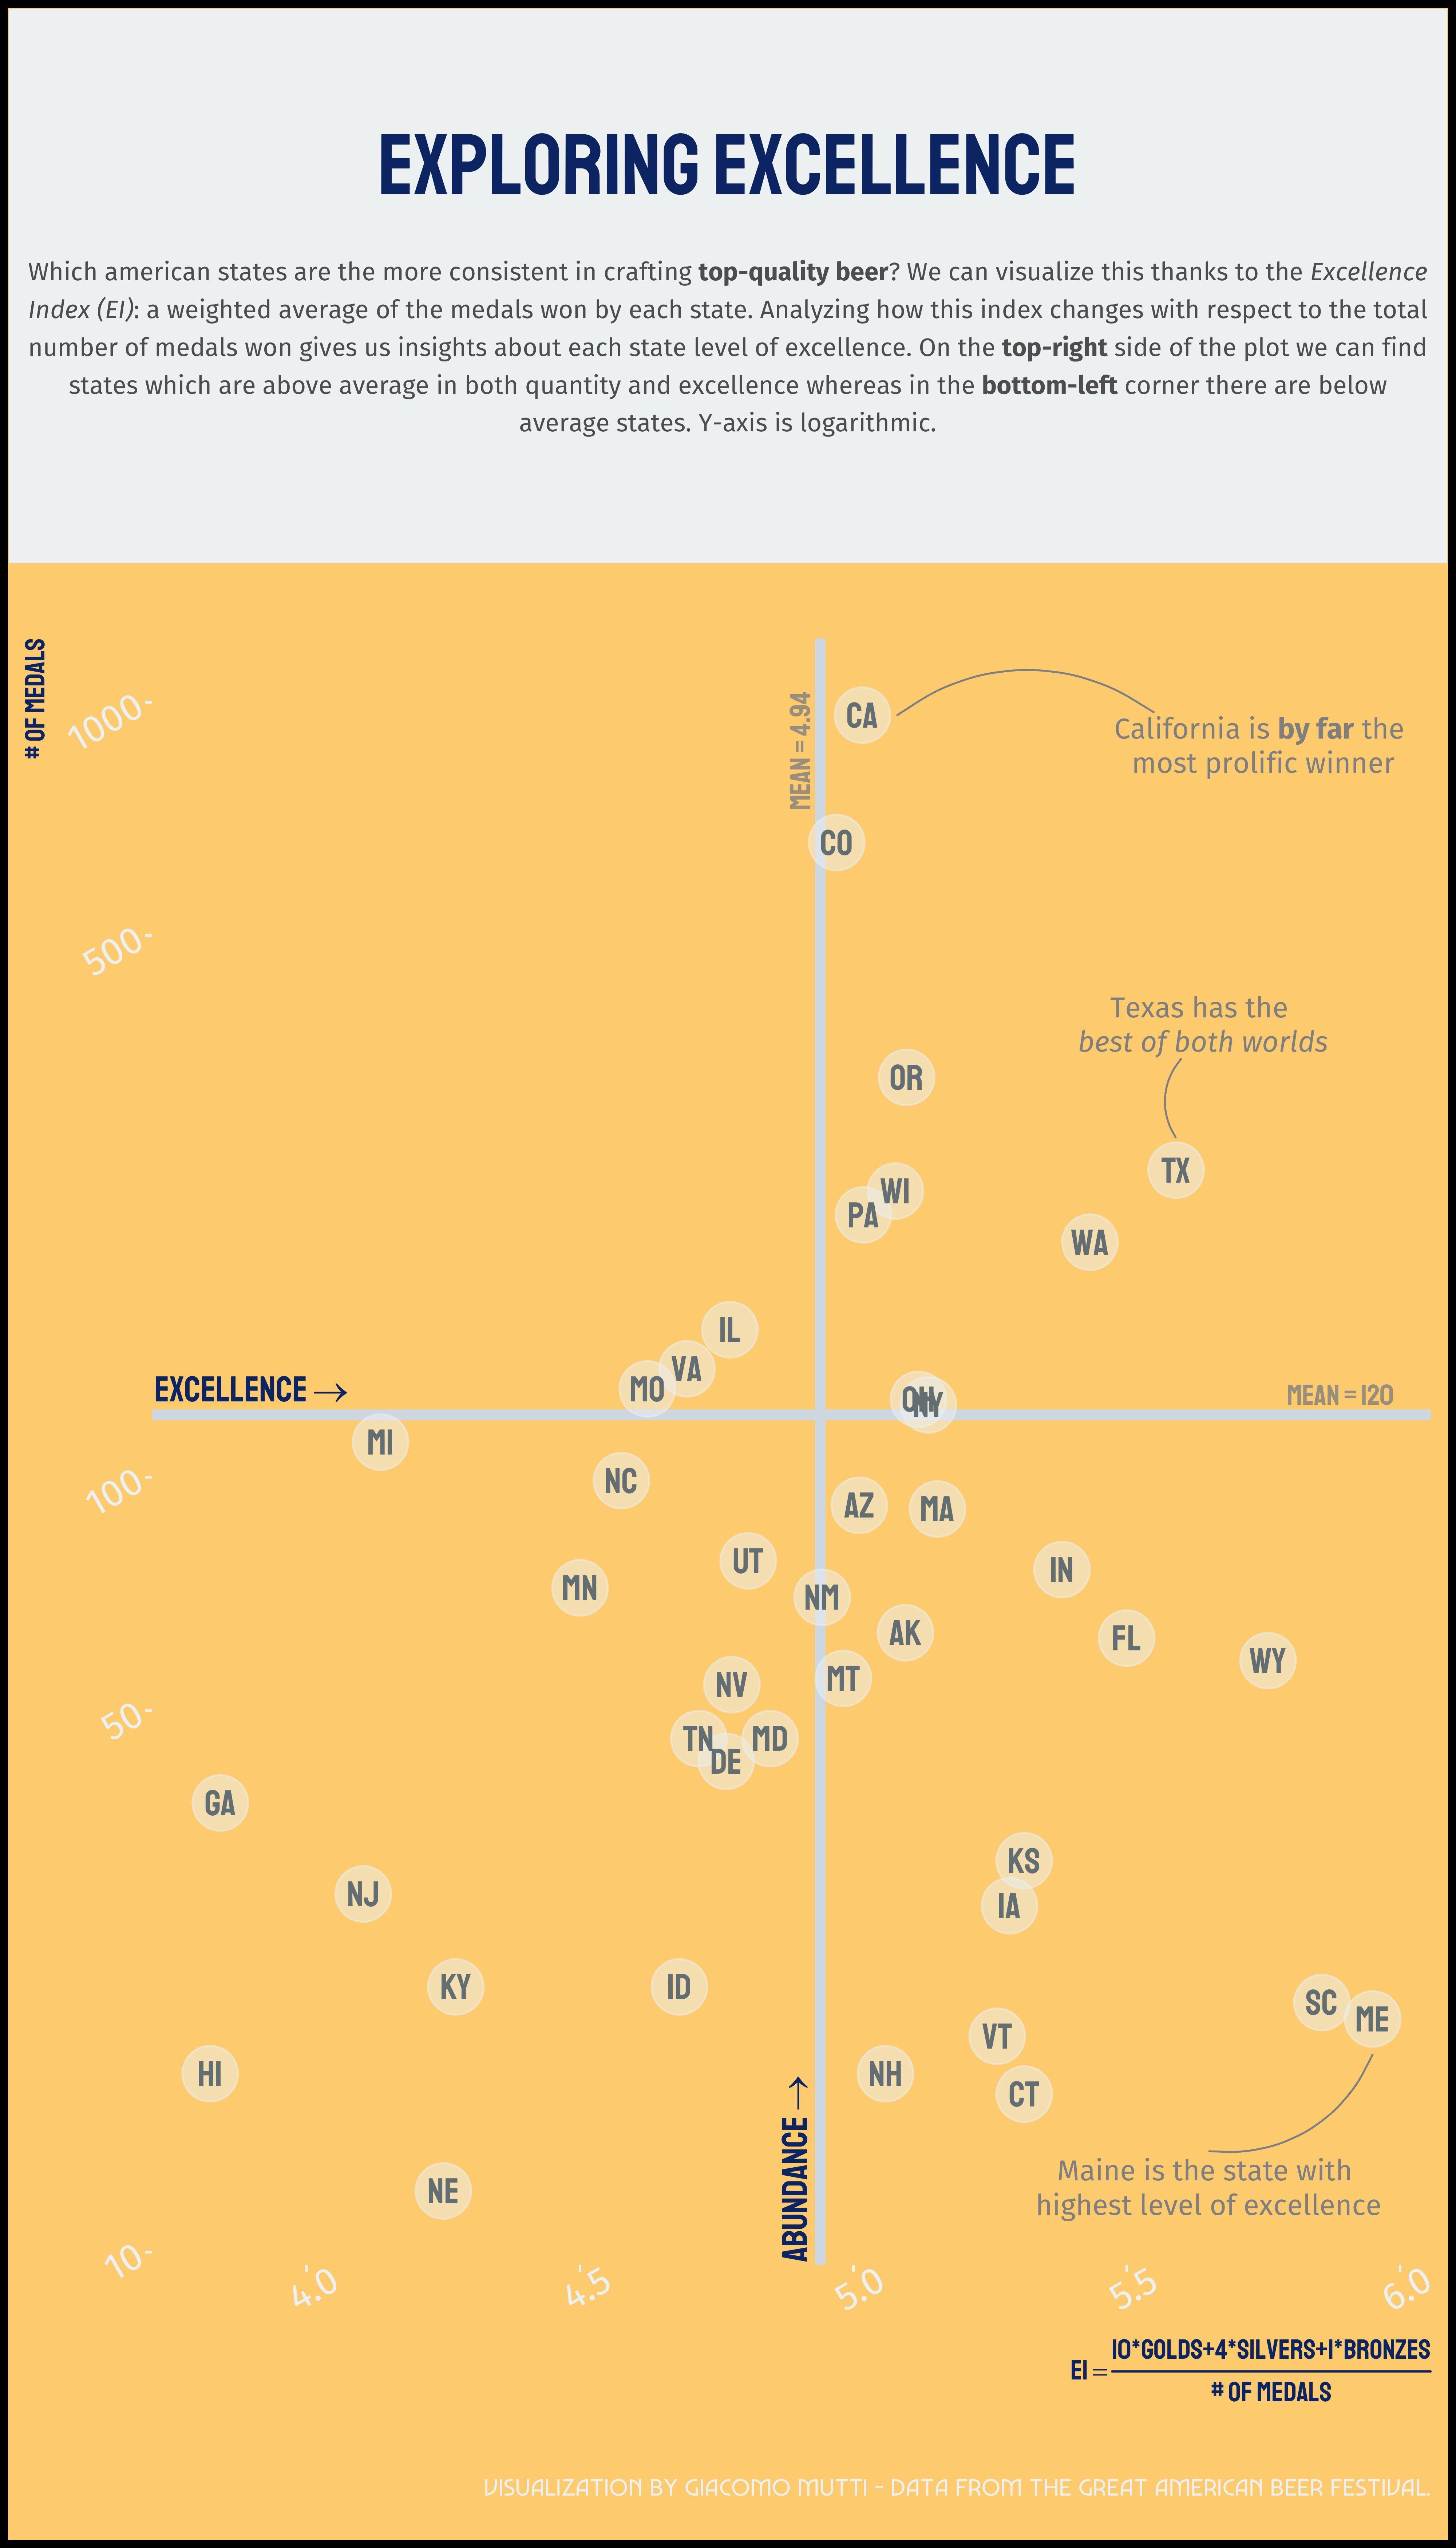 EXPLORING EXCELLENCE
Which american states are the more consistent in crafting top-quality beer? We can visualize this thanks to the Excellence
Index (EI): a weighted average of the medals won by each state. Analyzing how this index changes with respect to the total
number of medals won gives us insights about each state level of excellence. On the top-right side of the plot we can find
states which are above average in both quantity and excellence whereas in the bottom-left corner there are below
average states. Y-axis is logarithmic.
# OF MEDALS
1000-
MEAN = 4.94
CA
California is by far the
most prolific winner
CO
500-
Texas has the
best of both worlds
OR
TX
WI
PA
WA
IL
VA
MO
EXCELLENCE →
OH
NY
MEAN = 120
MI
NC
100-
AZ
MA
UT
IN
MN
NM
AK
FL
WY
MT
NV
50-
TN
MD
DE
GA
KS
NJ
IA
KY
ID
SC
ME
VT
HI
NH
CT
ABUNDANCE →
Maine is the state with
highest level of excellence
NE
10-
4.0
4.5
5.0
5.5
6.0
EI = 10*GOLDS+4*SILVERS+1*BRONZES
# OF MEDALS
VISUALIZATION BY GIACOMO MUTTI - DATA FROM THE GREAT AMERICAN BEER FESTIVAL.